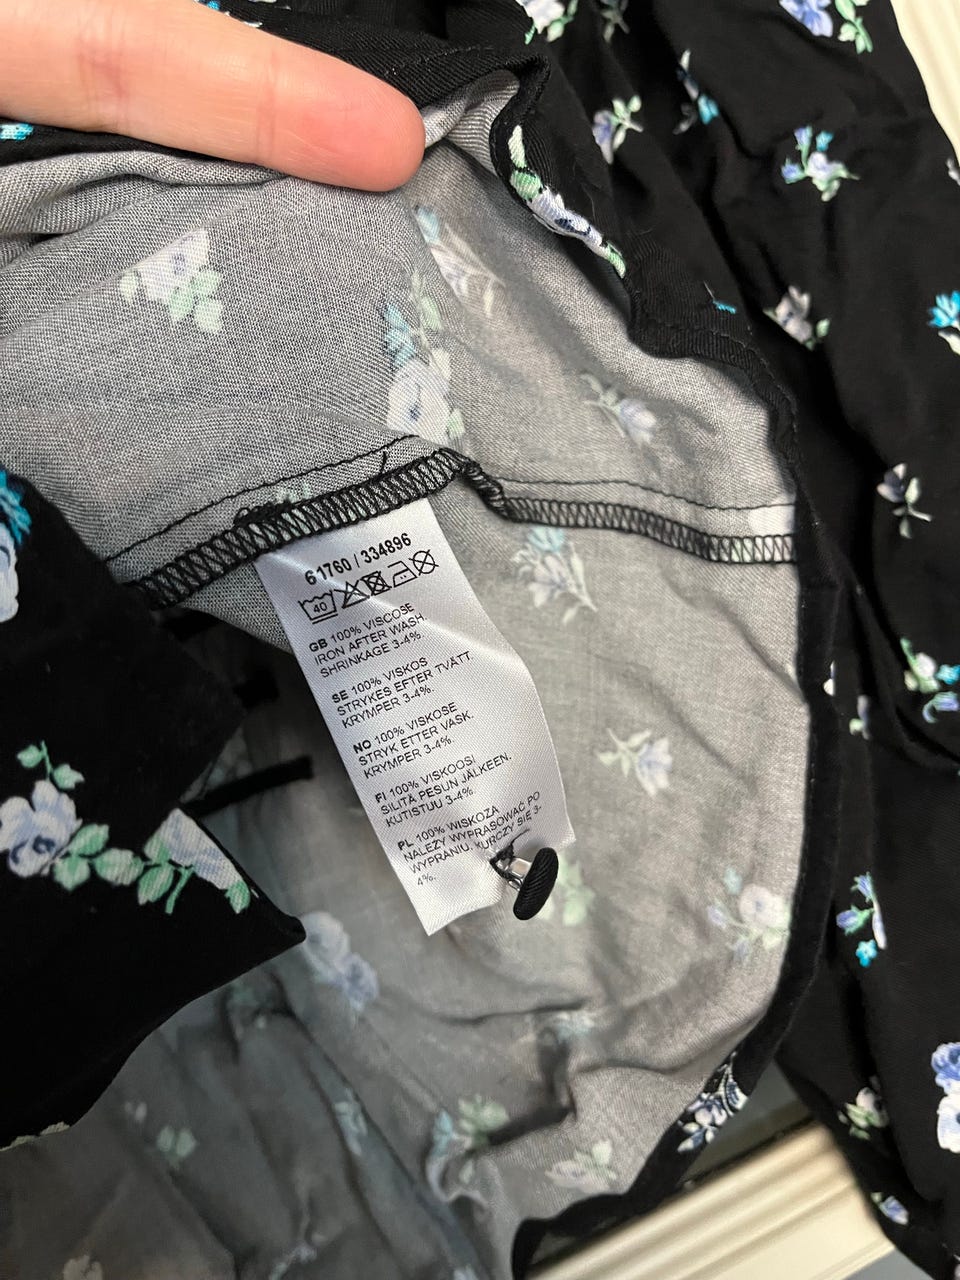 61760 / 334896
40
GB 100% VISCOSE
IRON AFTER WASH.
SHRINKAGE 3-4%
SE 100% VISKOS
STRYKES EFTER TVÄTT.
KRYMPER 3-4%.
NO 100% VISKOSE
STRYK ETTER VASK.
KRYMPER 3-4%.
FI 100% VISKOOSI
SILITÄ PESUN JÄLKEEN.
KUTISTUU 3-4%.
PL 100% WISKOZA
NALEŻY WYPRASOWAĆ PO
WYPRANIU. KURCZY SIĘ 3-
4%.